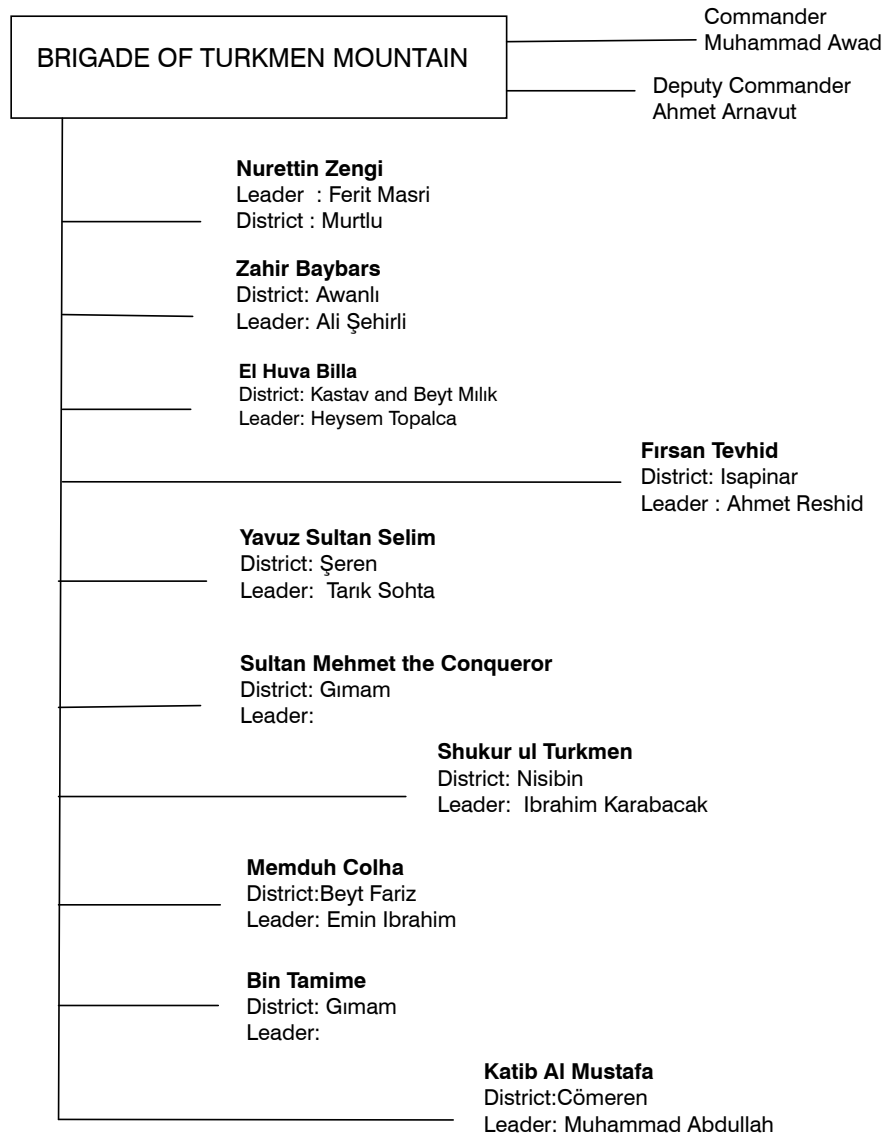 Commander
Muhammad Awad
BRIGADE OF TURKMEN MOUNTAIN
Deputy Commander
Ahmet Arnavut
Nurettin Zengi
Leader : Ferit Masri
District : Murtlu
Zahir Baybars
District: Awanlı
Leader: Ali Şehirli
El Huva Billa
District: Kastav and Beyt Mılık
Leader: Heysem Topalca
Fırsan Tevhid
District: Isapinar
Leader : Ahmet Reshid
Yavuz Sultan Selim
District: Şeren
Leader: Tarık Sohta
Sultan Mehmet the Conqueror
District: Gımam
Leader:
Shukur ul Turkmen
District: Nisibin
Leader: Ibrahim Karabacak
Memduh Colha
District:Beyt Fariz
Leader: Emin Ibrahim
Bin Tamime
District: Gımam
Leader:
Katib Al Mustafa
District:Cömeren
Leader: Muhammad Abdullah